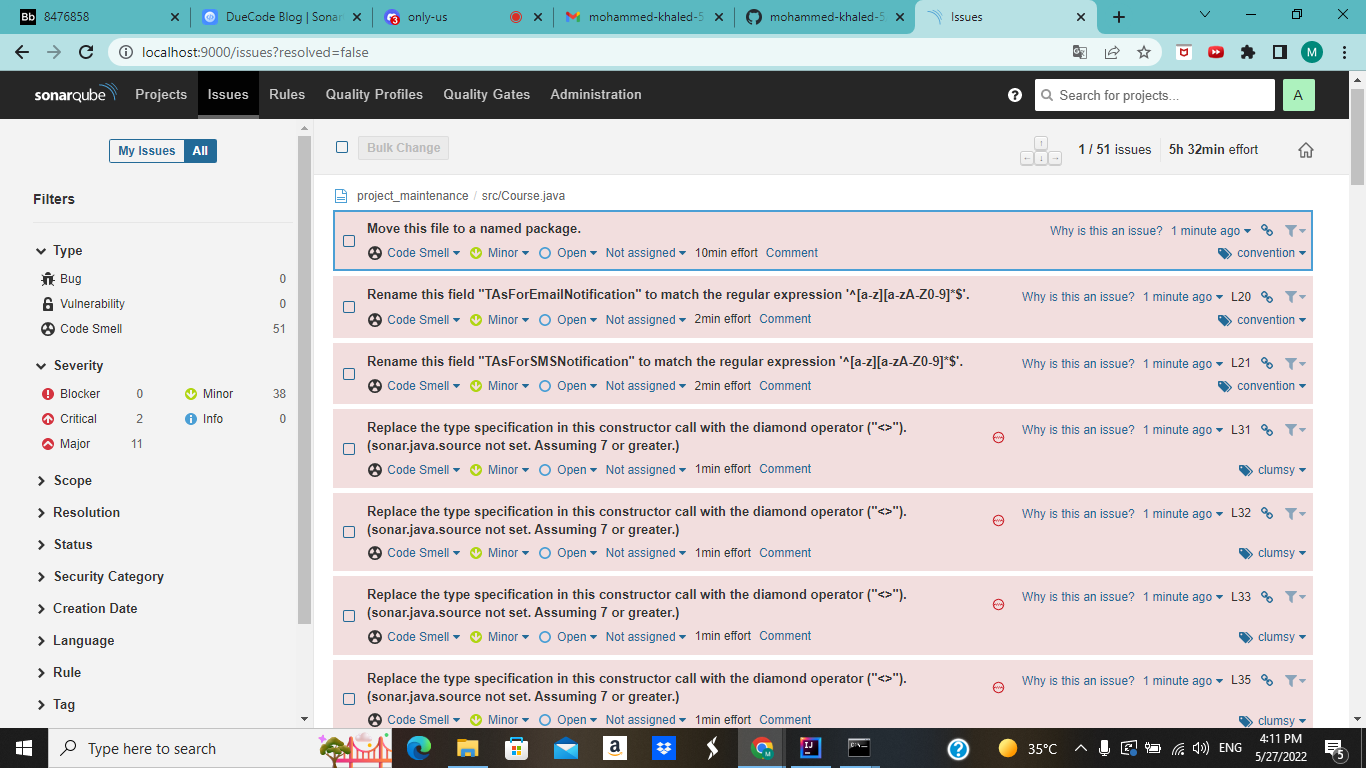 8476858
DueCode Blog | Sonar
only-us
mohammed-khaled-5
mohammed-khaled-5
Issues
localhost:9000/issues?resolved=false
M
sonarqube Projects Issues Rules Quality Profiles Quality Gates Administration
Search for projects...
A
My Issues All
Bulk Change
1 / 51 issues 5h 32min effort
Filters
Type
Bug 0
Vulnerability 0
Code Smell 51
Severity
Blocker 0 Minor 38
Critical 2 Info 0
Major 11
Scope
Resolution
Status
Security Category
Creation Date
Language
Rule
Tag
project_maintenance / src/Course.java
Move this file to a named package. Why is this an issue? 1 minute ago
Code Smell Minor Open Not assigned 10min effort Comment convention
Rename this field "TAsForEmailNotification" to match the regular expression '^[a-z][a-zA-Z0-9]*$'. Why is this an issue? 1 minute ago L20
Code Smell Minor Open Not assigned 2min effort Comment convention
Rename this field "TAsForSMSNotification" to match the regular expression '^[a-z][a-zA-Z0-9]*$'. Why is this an issue? 1 minute ago L21
Code Smell Minor Open Not assigned 2min effort Comment convention
Replace the type specification in this constructor call with the diamond operator ("<>"). Why is this an issue? 1 minute ago L31
(sonar.java.source not set. Assuming 7 or greater.)
Code Smell Minor Open Not assigned 1min effort Comment clumsy
Replace the type specification in this constructor call with the diamond operator ("<>"). Why is this an issue? 1 minute ago L32
(sonar.java.source not set. Assuming 7 or greater.)
Code Smell Minor Open Not assigned 1min effort Comment clumsy
Replace the type specification in this constructor call with the diamond operator ("<>"). Why is this an issue? 1 minute ago L33
(sonar.java.source not set. Assuming 7 or greater.)
Code Smell Minor Open Not assigned 1min effort Comment clumsy
Replace the type specification in this constructor call with the diamond operator ("<>"). Why is this an issue? 1 minute ago L35
(sonar.java.source not set. Assuming 7 or greater.)
Code Smell Minor Open Not assigned 1min effort Comment clumsy
Type here to search
35°C
ENG
4:11 PM
5/27/2022
5